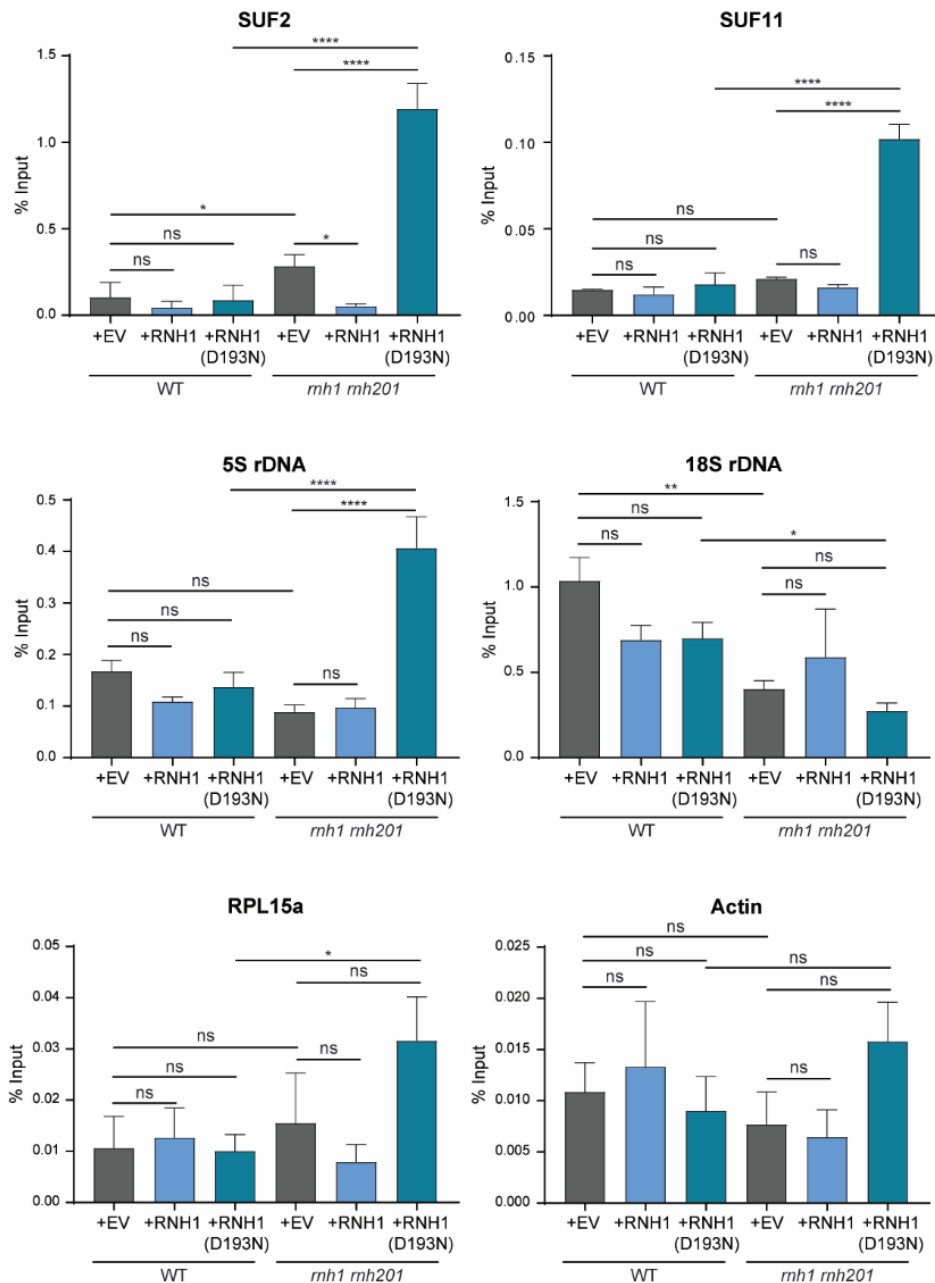 SUF2
****
****
*
ns
*
ns
% Input
1.5
1.0
0.5
0.0
+EV +RNH1 +RNH1 (D193N) +EV +RNH1 +RNH1 (D193N)
WT rnh1 rnh201
SUF11
****
****
ns
ns
ns
ns
% Input
0.15
0.10
0.05
0.00
+EV +RNH1 +RNH1 (D193N) +EV +RNH1 +RNH1 (D193N)
WT rnh1 rnh201
5S rDNA
****
****
ns
ns
ns
ns
% Input
0.5
0.4
0.3
0.2
0.1
0.0
+EV +RNH1 +RNH1 (D193N) +EV +RNH1 +RNH1 (D193N)
WT rnh1 rnh201
18S rDNA
**
ns
*
ns
ns
ns
% Input
1.5
1.0
0.5
0.0
+EV +RNH1 +RNH1 (D193N) +EV +RNH1 +RNH1 (D193N)
WT rnh1 rnh201
RPL15a
*
ns
ns
ns
ns
ns
% Input
0.05
0.04
0.03
0.02
0.01
0.00
+EV +RNH1 +RNH1 (D193N) +EV +RNH1 +RNH1 (D193N)
WT rnh1 rnh201
Actin
ns
ns
ns
ns
ns
ns
% Input
0.025
0.020
0.015
0.010
0.005
0.000
+EV +RNH1 +RNH1 (D193N) +EV +RNH1 +RNH1 (D193N)
WT rnh1 rnh201